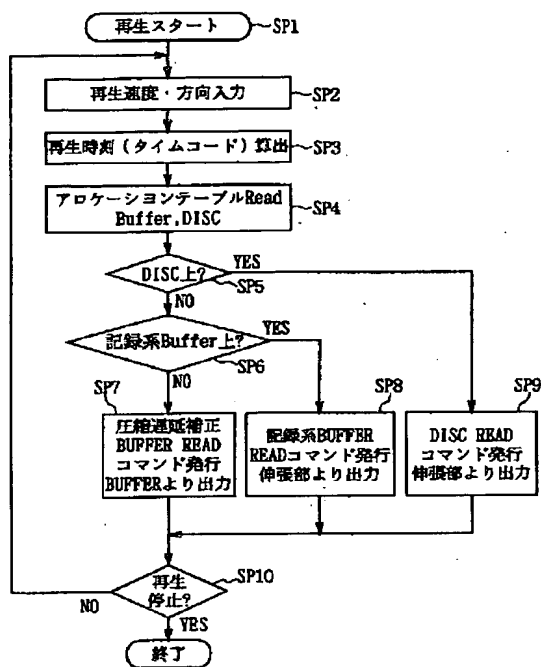 再生スタート
SP1
再生速度・方向入力
SP2
再生時刻(タイムコード)算出
SP3
アロケーションテーブルRead
Buffer,DISC
SP4
DISC上?
YES
SP5
NO
記録系Buffer上?
YES
SP6
NO
SP7
圧縮遅延補正
BUFFER READ
コマンド発行
BUFFERより出力
SP8
記録系BUFFER
READコマンド発行
伸張部より出力
SP9
DISC READ
コマンド発行
伸張部より出力
再生
停止?
SP10
NO
YES
終了